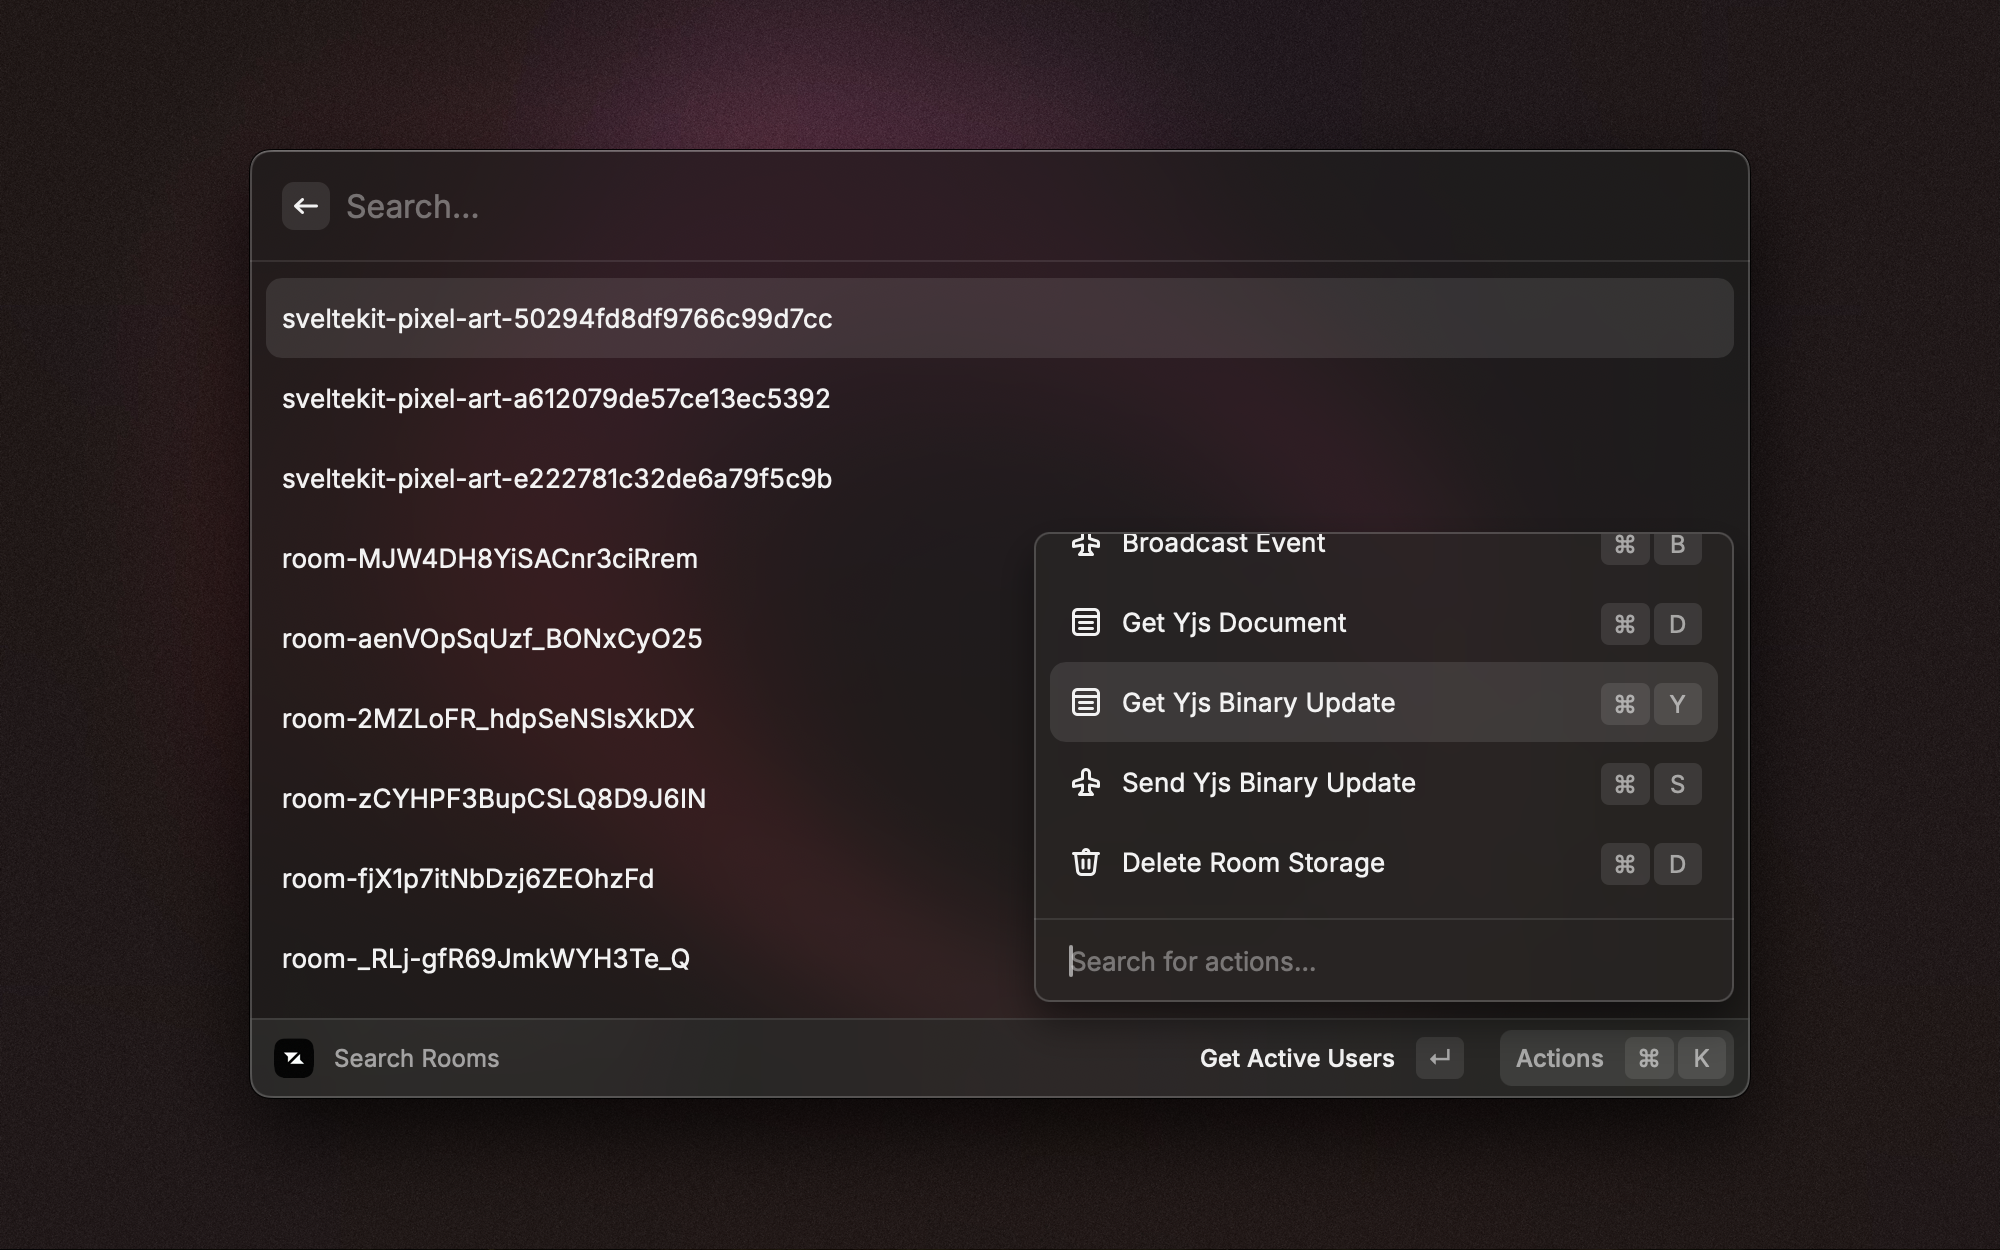 Search...
sveltekit-pixel-art-50294fd8df9766c99d7cc
sveltekit-pixel-art-a612079de57ce13ec5392
sveltekit-pixel-art-e222781c32de6a79f5c9b
room-MJW4DH8YiSACnr3ciRrem
room-aenVOpSqUzf_BONxCyO25
room-2MZLoFR_hdpSeNSlsXkDX
room-zCYHPF3BupCSLQ8D9J6IN
room-fjX1p7itNbDzj6ZEOhzFd
room-_RLj-gfR69JmkWYH3Te_Q
Broadcast Event ⌘ B
Get Yjs Document ⌘ D
Get Yjs Binary Update ⌘ Y
Send Yjs Binary Update ⌘ S
Delete Room Storage ⌘ D
Search for actions...
Search Rooms
Get Active Users ↵
Actions ⌘ K